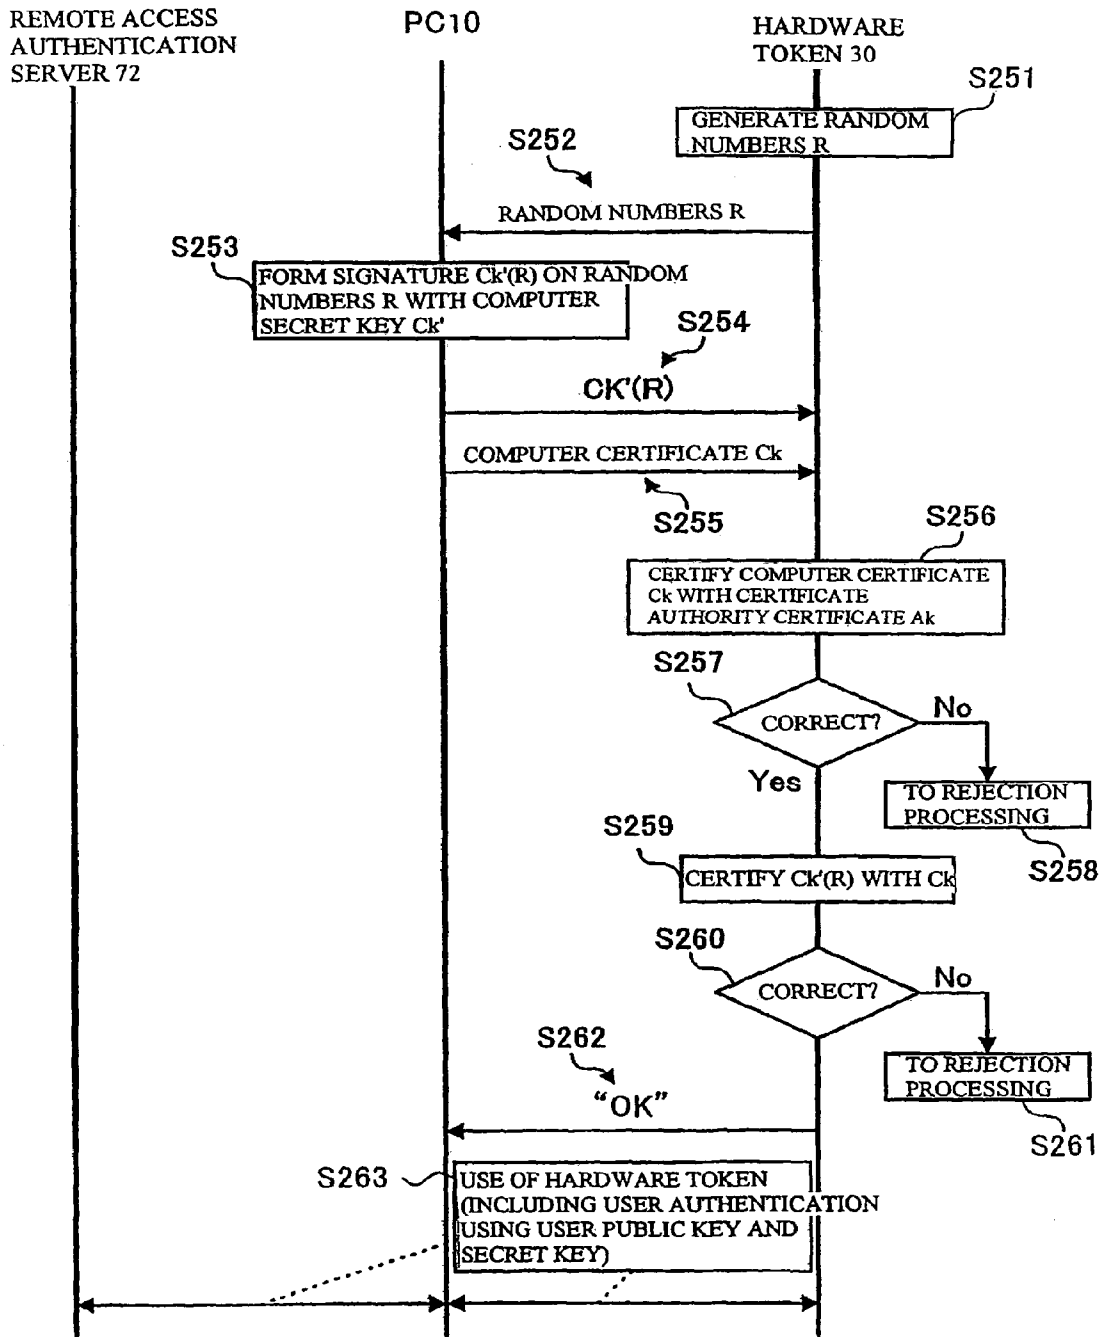 REMOTE ACCESS
AUTHENTICATION
SERVER 72
PC10
HARDWARE
TOKEN 30
S251
GENERATE RANDOM
NUMBERS R
S252
RANDOM NUMBERS R
S253
FORM SIGNATURE Ck'(R) ON RANDOM
NUMBERS R WITH COMPUTER
SECRET KEY Ck'
S254
CK'(R)
COMPUTER CERTIFICATE Ck
S255
S256
CERTIFY COMPUTER CERTIFICATE
Ck WITH CERTIFICATE
AUTHORITY CERTIFICATE Ak
S257
CORRECT?
No
Yes
TO REJECTION
PROCESSING
S258
S259
CERTIFY Ck'(R) WITH Ck
S260
CORRECT?
No
TO REJECTION
PROCESSING
S261
S262
“OK”
S263
USE OF HARDWARE TOKEN
(INCLUDING USER AUTHENTICATION
USING USER PUBLIC KEY AND
SECRET KEY)